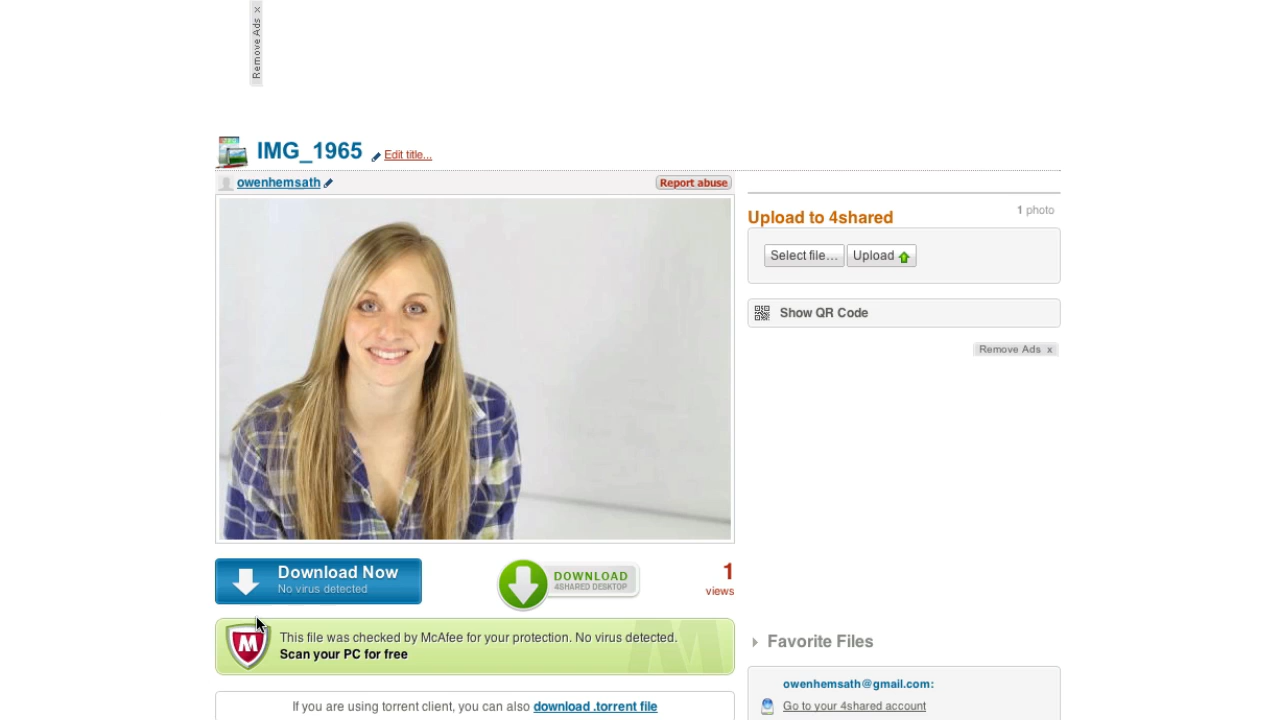 Remove Ads x
IMG_1965
Edit title...
owenhemsath
Report abuse
1 photo
Upload to 4shared
Select file...
Upload
Show QR Code
Remove Ads x
Download Now
No virus detected
DOWNLOAD
4SHARED DESKTOP
1
views
This file was checked by McAfee for your protection. No virus detected.
Scan your PC for free
Favorite Files
owenhemsath@gmail.com:
Go to your 4shared account
If you are using torrent client, you can also download .torrent file